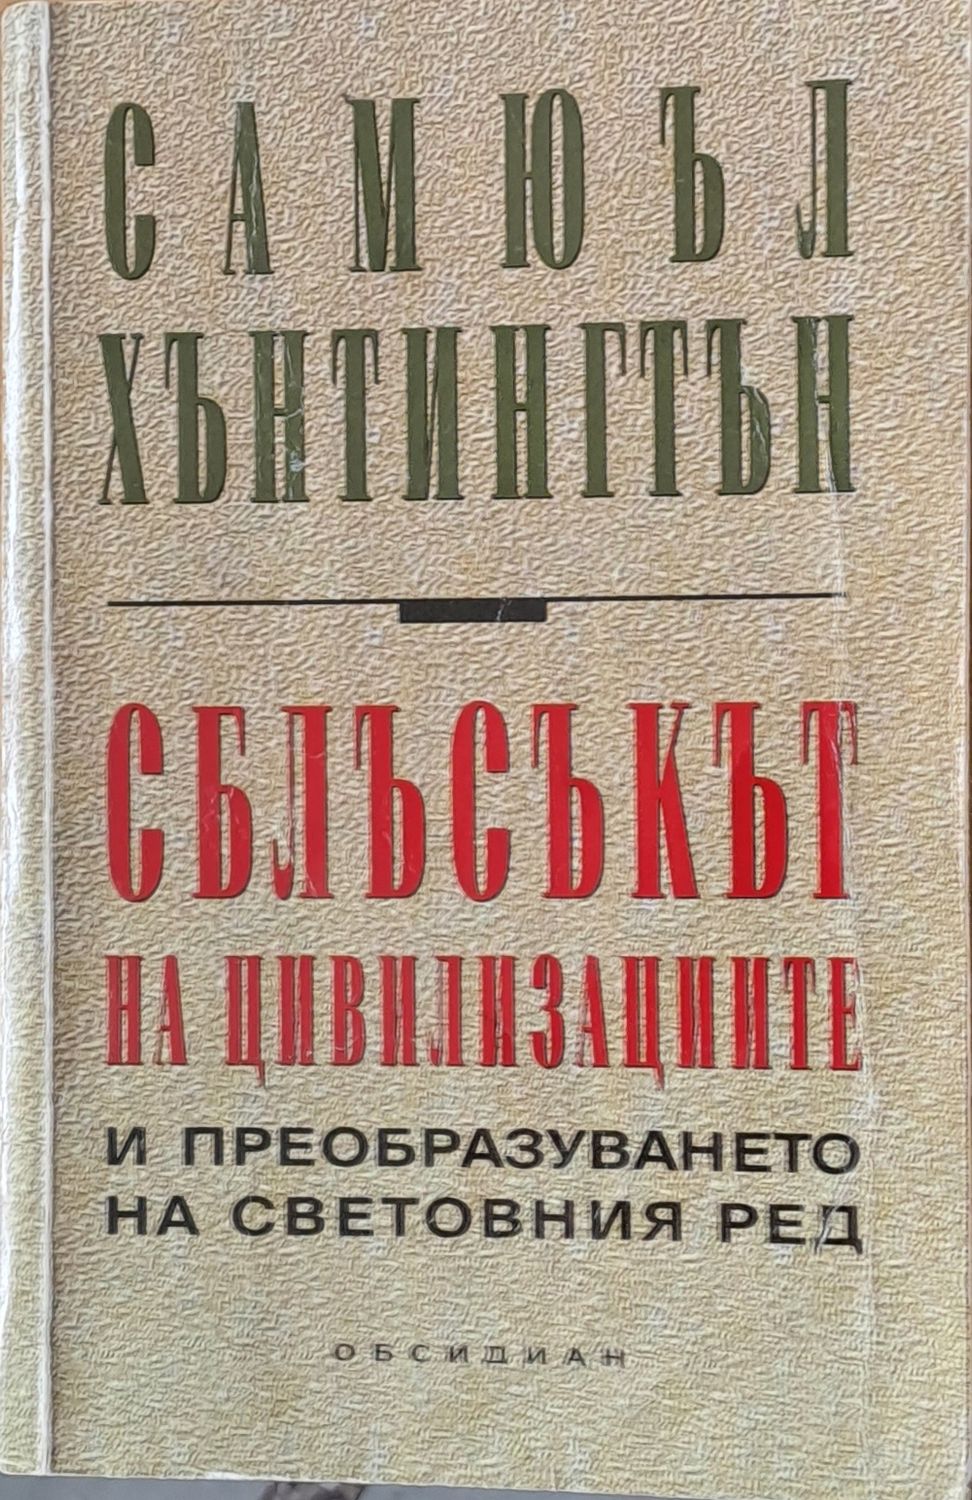 САМЮЪЛ
ХЪНТИНГТЪН
СБЛЪСЪКЪТ
НА ЦИВИЛИЗАЦИИТЕ
И ПРЕОБРАЗУВАНЕТО
НА СВЕТОВНИЯ РЕД
ОБСИДИАН